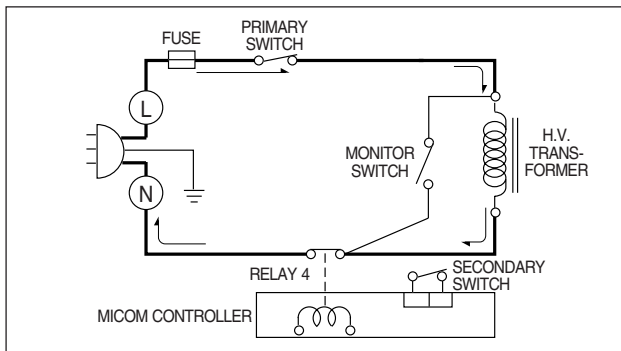 PRIMARY
SWITCH
FUSE
L
H.V.
TRANS-
FORMER
MONITOR
SWITCH
N
SECONDARY
SWITCH
RELAY 4
MICOM CONTROLLER